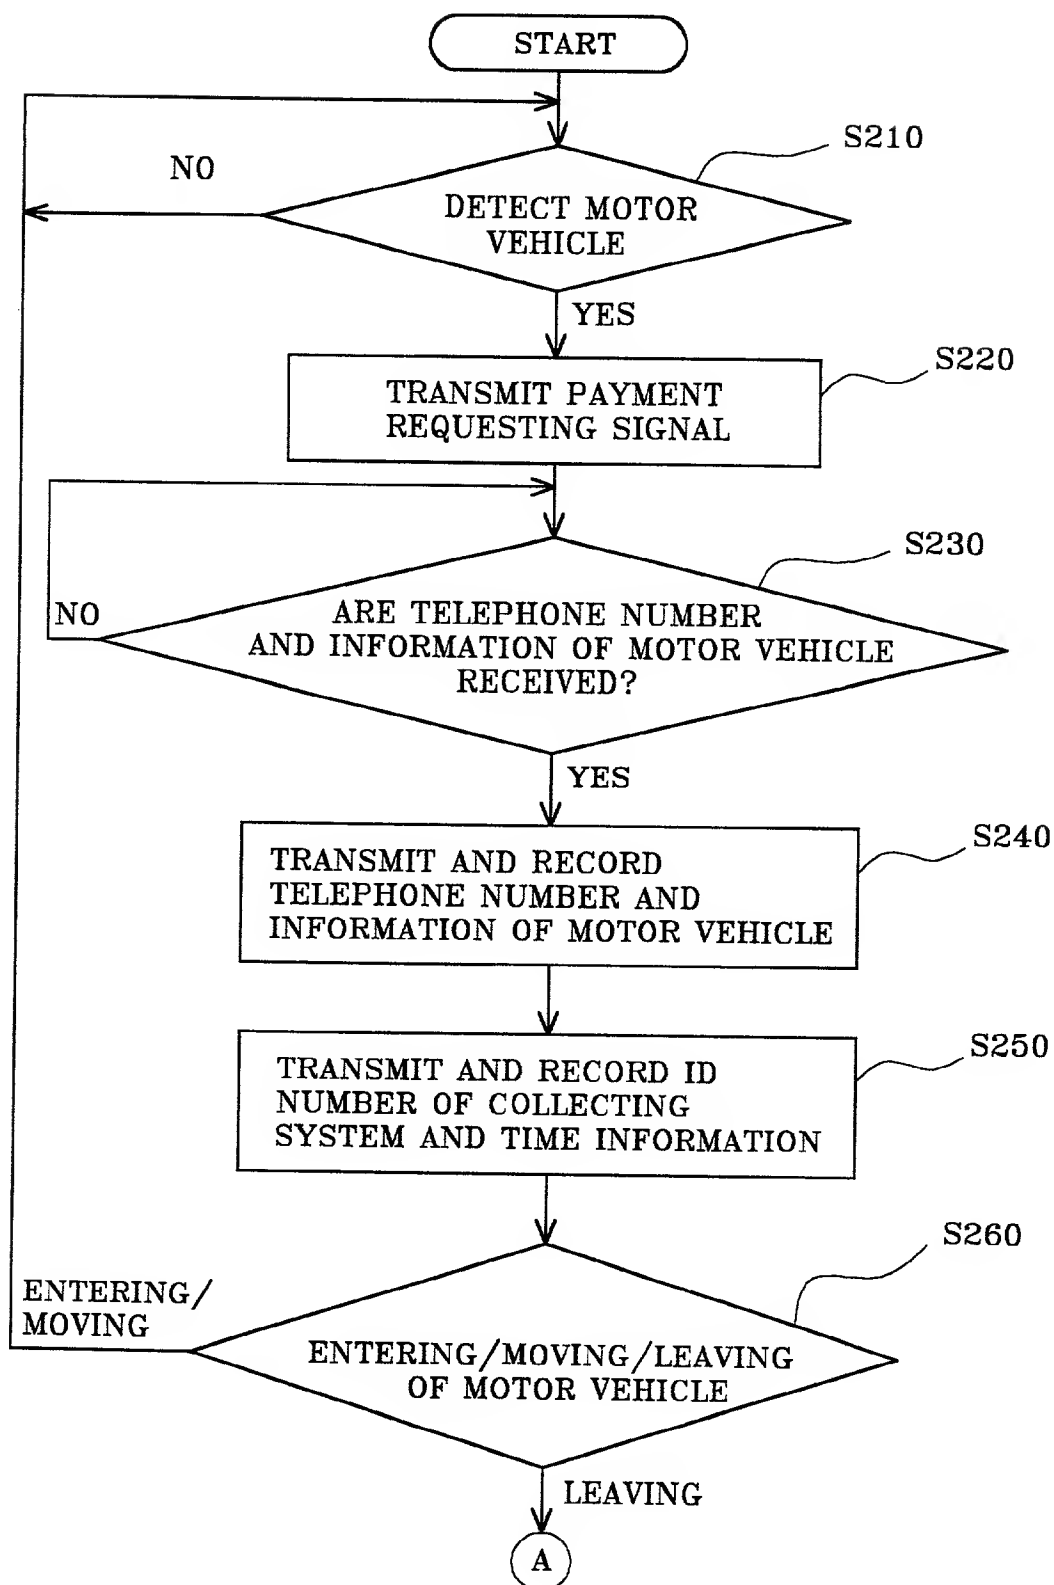 START
S210
NO
DETECT MOTOR
VEHICLE
YES
S220
TRANSMIT PAYMENT
REQUESTING SIGNAL
S230
NO
ARE TELEPHONE NUMBER
AND INFORMATION OF MOTOR VEHICLE
RECEIVED?
YES
S240
TRANSMIT AND RECORD
TELEPHONE NUMBER AND
INFORMATION OF MOTOR VEHICLE
S250
TRANSMIT AND RECORD ID
NUMBER OF COLLECTING
SYSTEM AND TIME INFORMATION
S260
ENTERING/
MOVING
ENTERING/MOVING/LEAVING
OF MOTOR VEHICLE
LEAVING
A